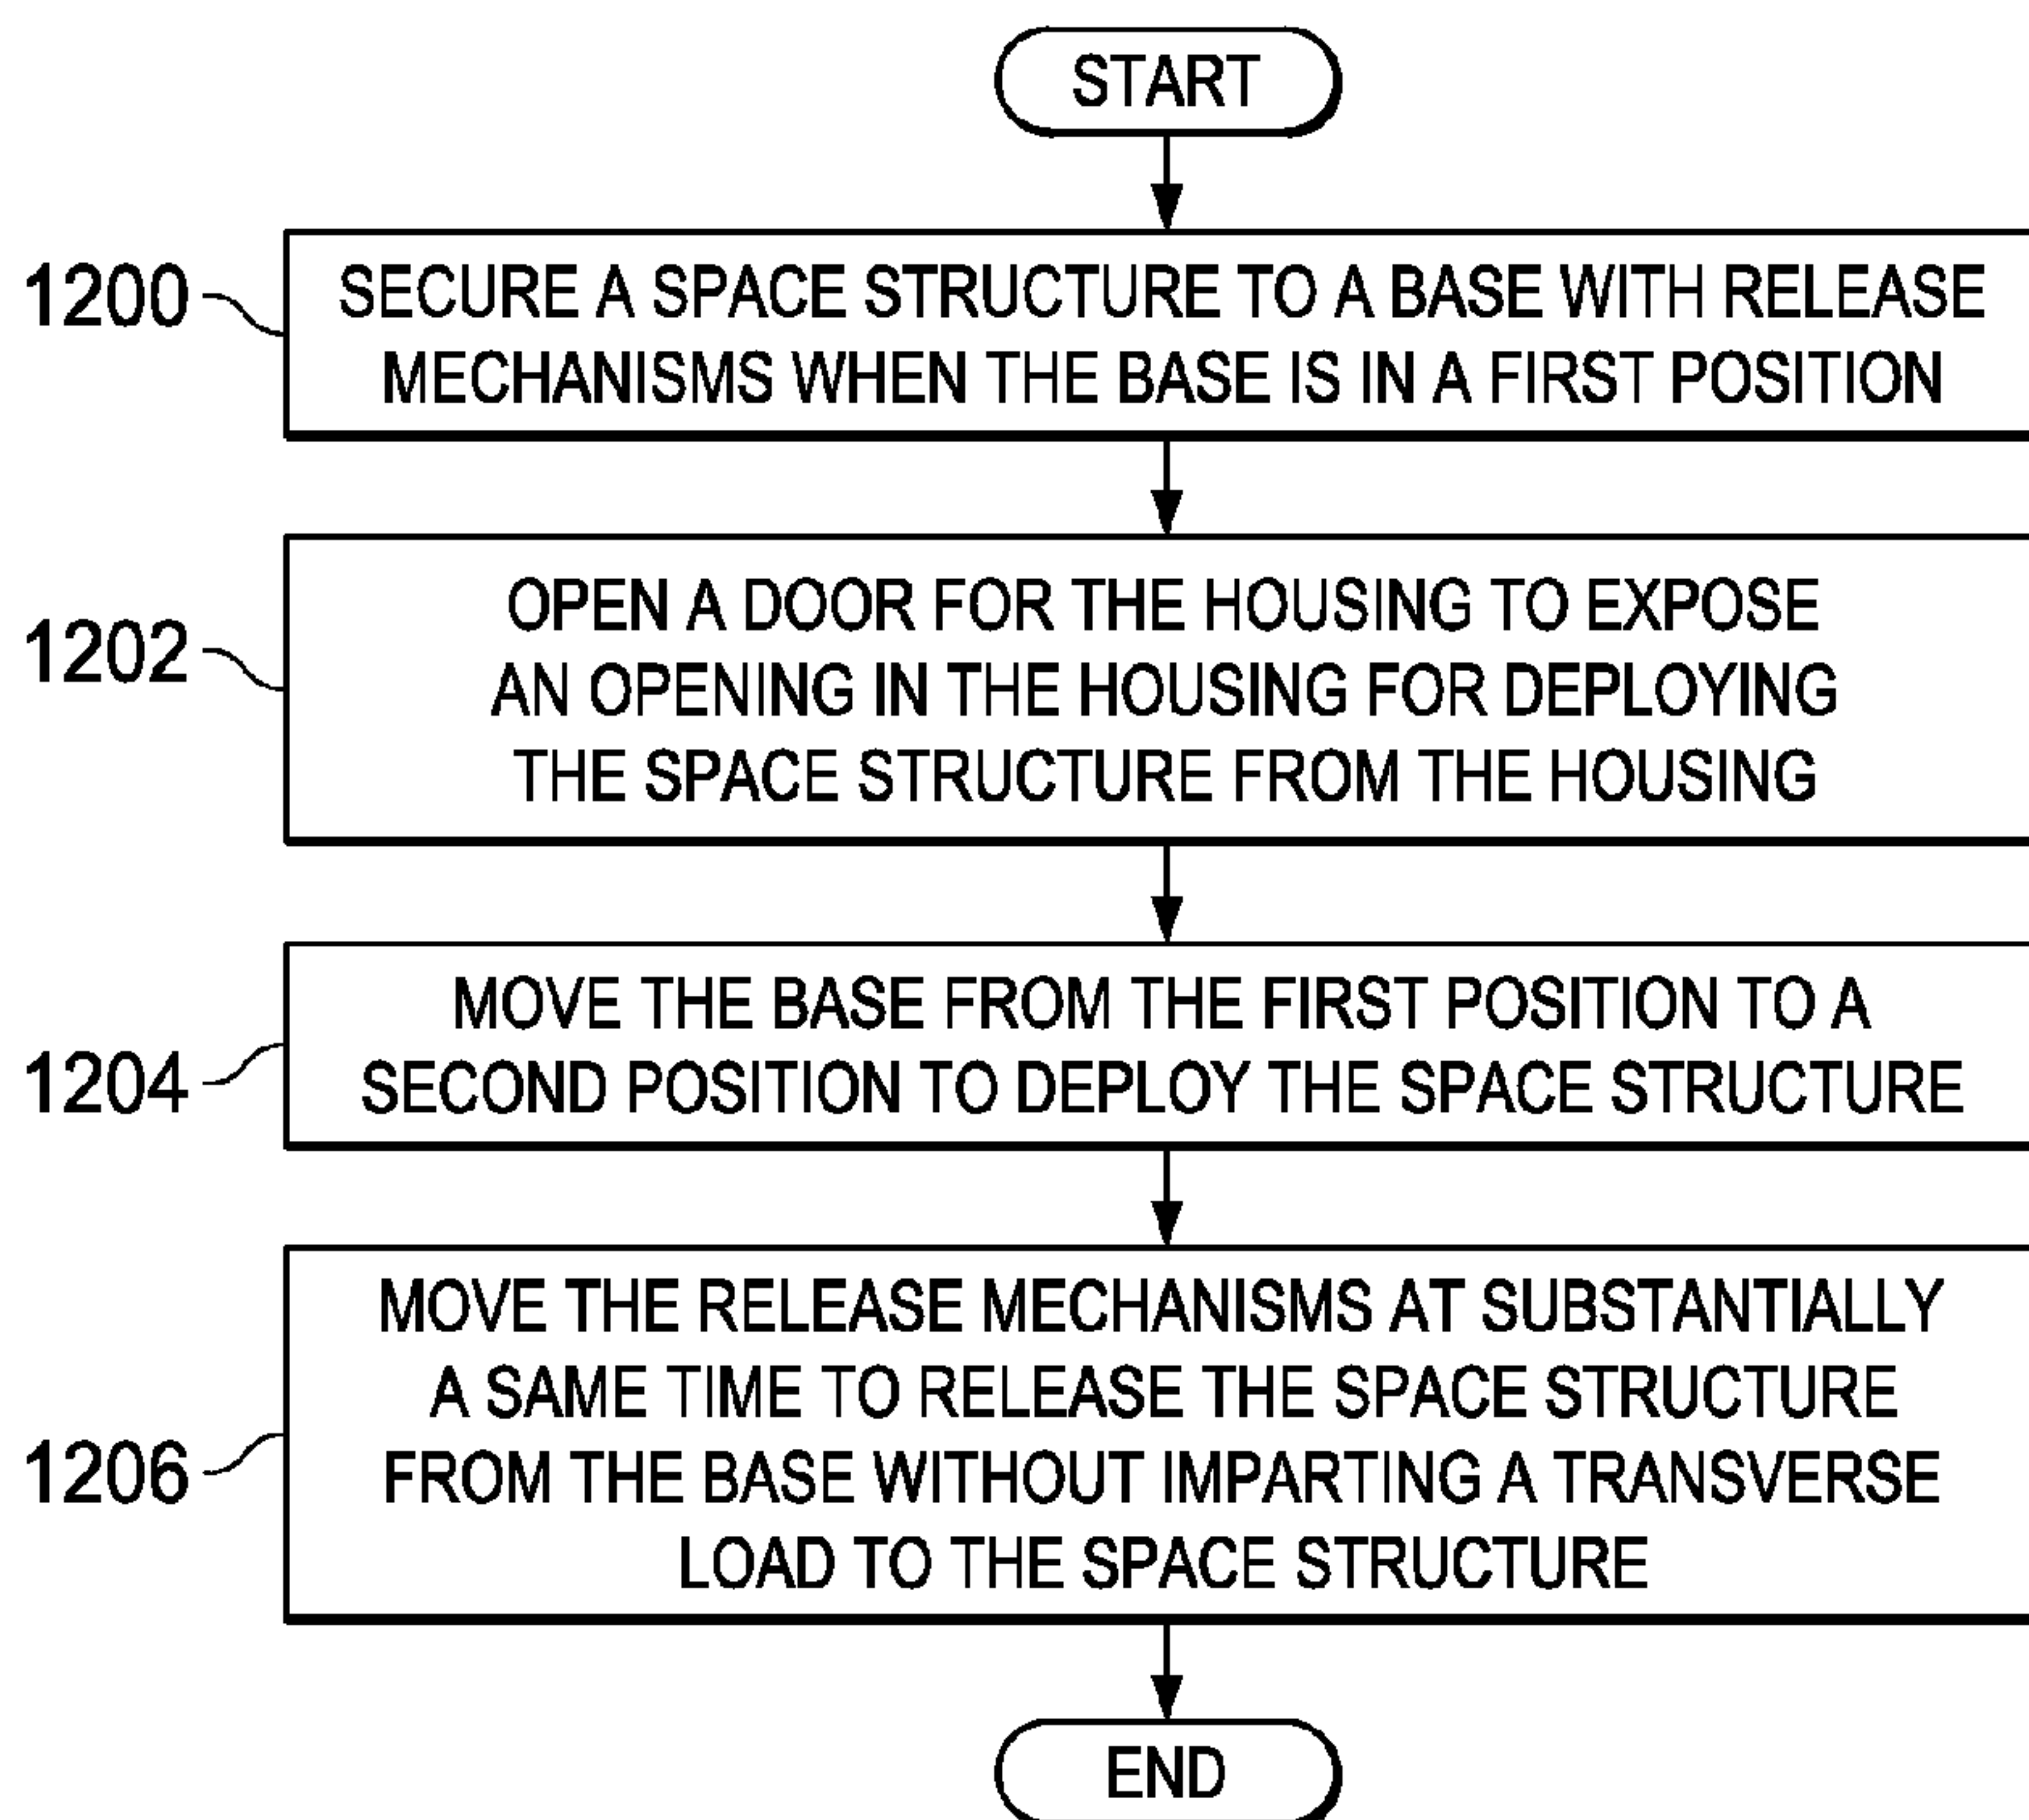 START
1200
SECURE A SPACE STRUCTURE TO A BASE WITH RELEASE
MECHANISMS WHEN THE BASE IS IN A FIRST POSITION
1202
OPEN A DOOR FOR THE HOUSING TO EXPOSE
AN OPENING IN THE HOUSING FOR DEPLOYING
THE SPACE STRUCTURE FROM THE HOUSING
1204
MOVE THE BASE FROM THE FIRST POSITION TO A
SECOND POSITION TO DEPLOY THE SPACE STRUCTURE
1206
MOVE THE RELEASE MECHANISMS AT SUBSTANTIALLY
A SAME TIME TO RELEASE THE SPACE STRUCTURE
FROM THE BASE WITHOUT IMPARTING A TRANSVERSE
LOAD TO THE SPACE STRUCTURE
END